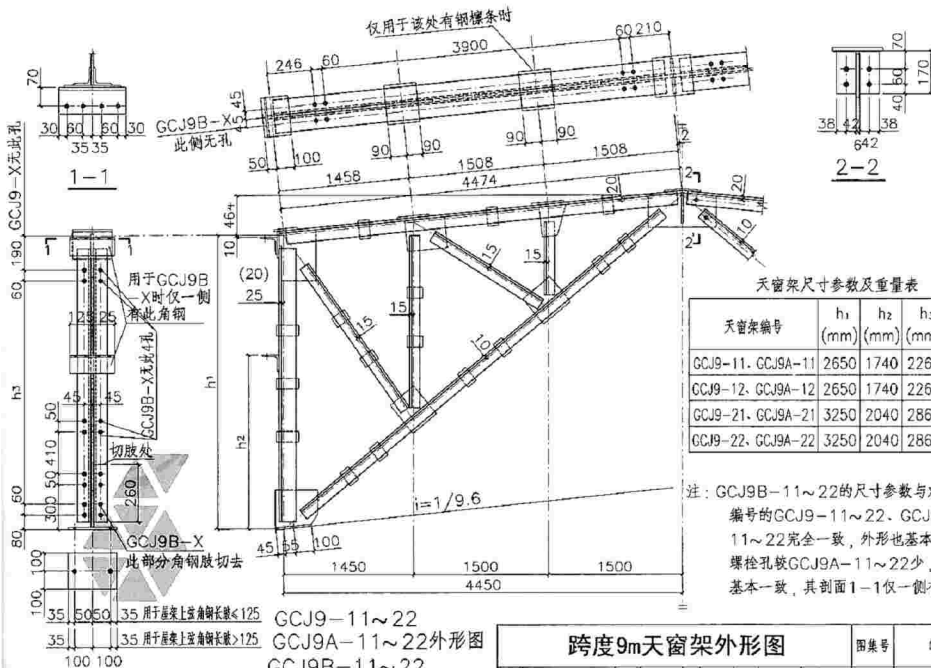 仅用于该处有钢檩条时
60 210
3900
246 60
70
45
45
GCJ9B-X
此侧无孔
50 100
90 90
90 90
1458
1508
1508
4474
30 60 60 30
35 35
1-1
70
60
40
170
38 42 38
642
2-2
GCJ9-X无此孔
190
60
h3
50
410
50
60
300
80
1 1
用于GCJ9B
-X时仅一侧
有此角钢
125 25
45 45
GCJ9B-X无此4孔
切肢处
260
GCJ9B-X
此部分角钢肢切去
100
100
35 50 50 35 用于屋架上弦角钢长肢≤125
35 35 用于屋架上弦角钢长肢>125
100 100
464
10
(20)
25
15
15
15
15
10
20
20
10
2
2
2
h1
h2
i=1/9.6
45 55 100
1450
1500
1500
4450
天窗架尺寸参数及重量表
天窗架编号 h1 (mm) h2 (mm)
GCJ9-11、GCJ9A-11 2650 1740 226
GCJ9-12、GCJ9A-12 2650 1740 226
GCJ9-21、GCJ9A-21 3250 2040 286
GCJ9-22、GCJ9A-22 3250 2040 286
注：GCJ9B-11~22的尺寸参数与
编号的GCJ9-11~22、GCJ
11~22完全一致，外形也基本
螺栓孔较GCJ9A-11~22少，
基本一致，其剖面1-1仅一侧
GCJ9-11~22
GCJ9A-11~22外形图
GCJ9B-11~22
跨度9m天窗架外形图
图集号